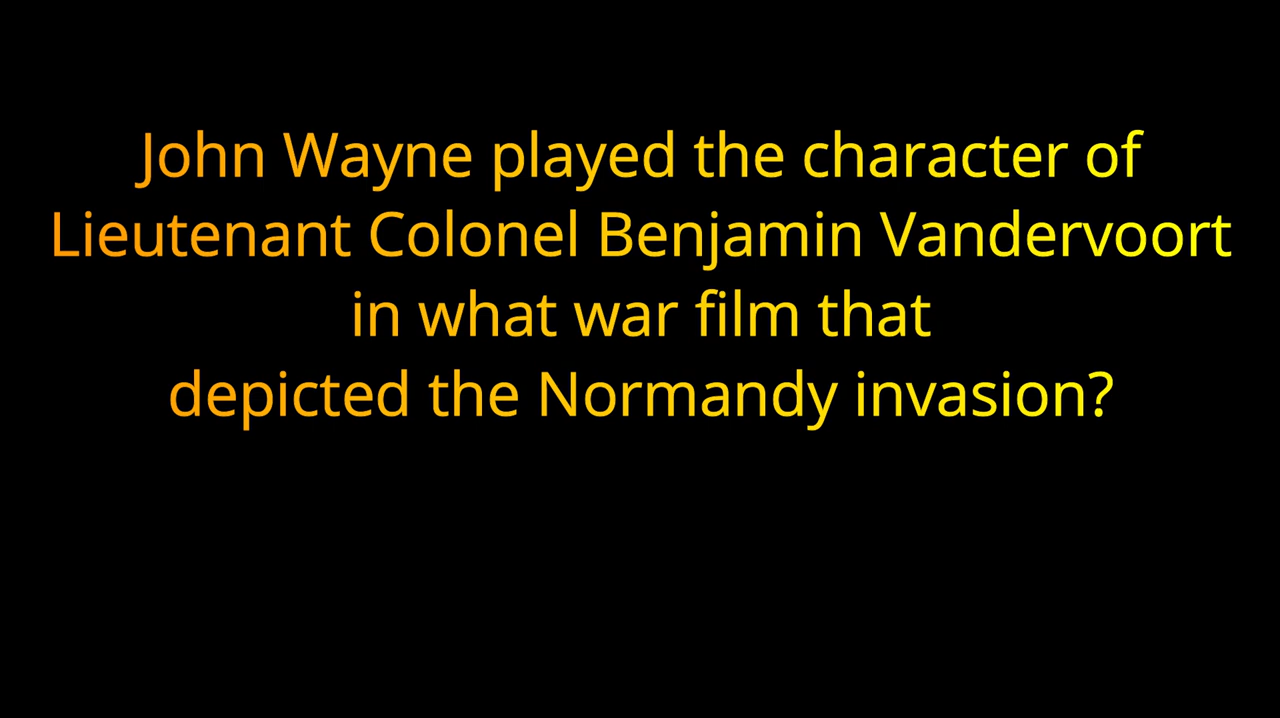 John Wayne played the character of
Lieutenant Colonel Benjamin Vandervoort
in what war film that
depicted the Normandy invasion?